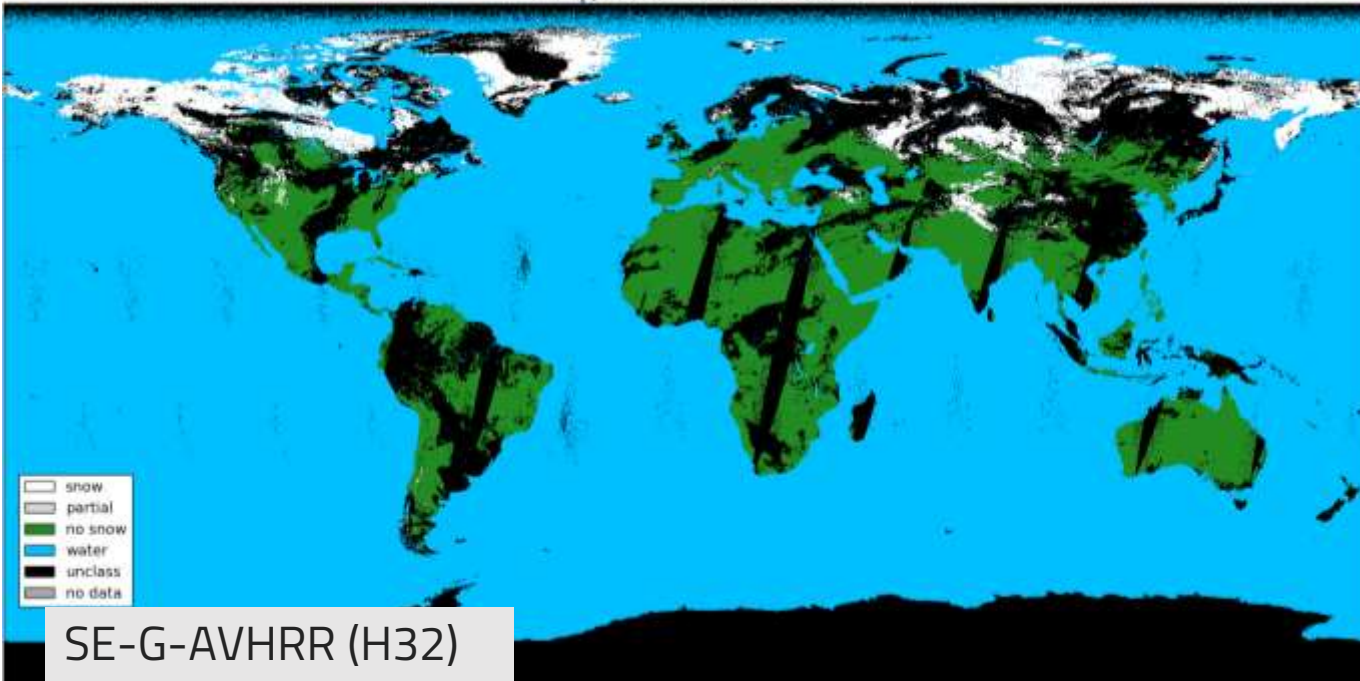 snow
partial
no snow
water
unclass
no data
SE-G-AVHRR (H32)